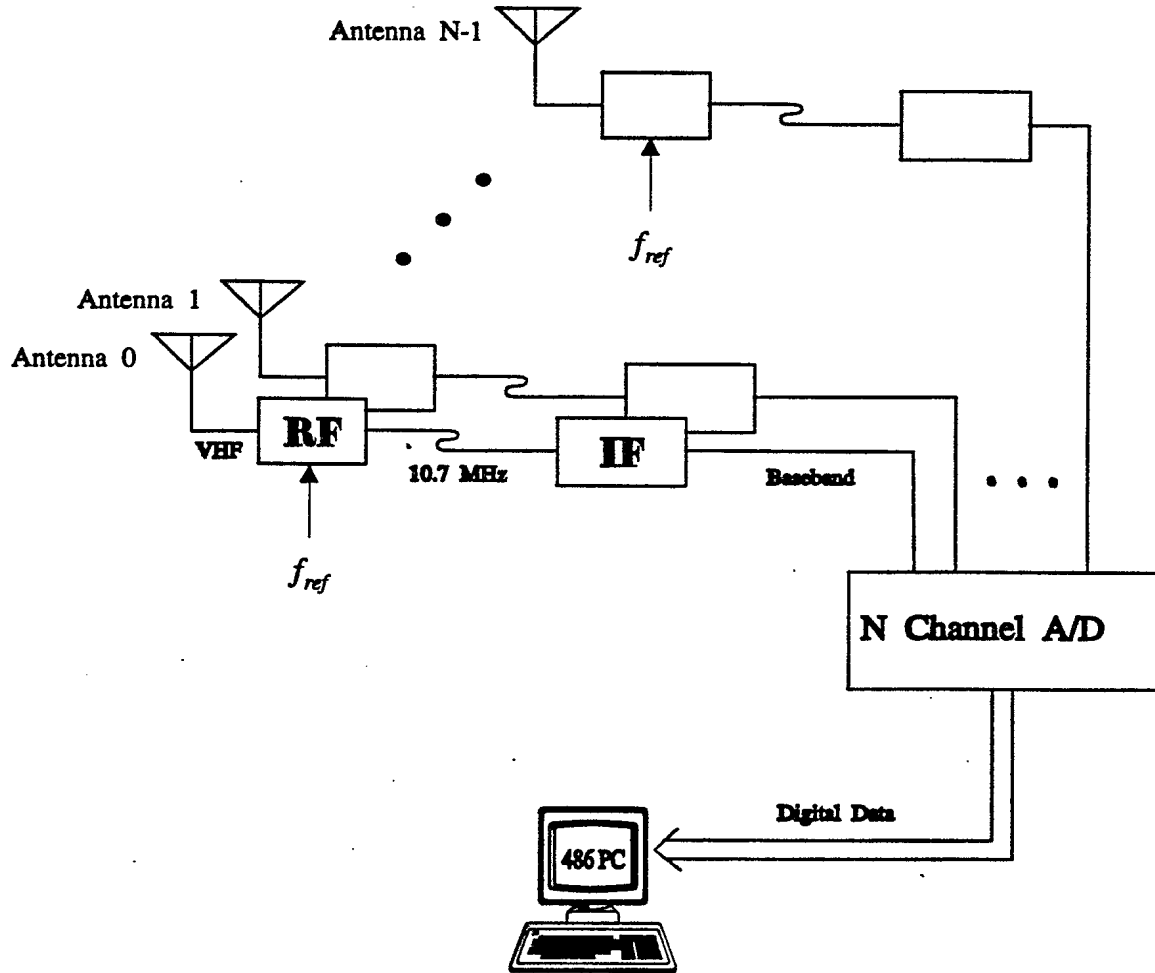 Antenna N-1
f_ref
Antenna 1
Antenna 0
RF
IF
VHF
10.7 MHz
Baseband
f_ref
N Channel A/D
Digital Data
486 PC